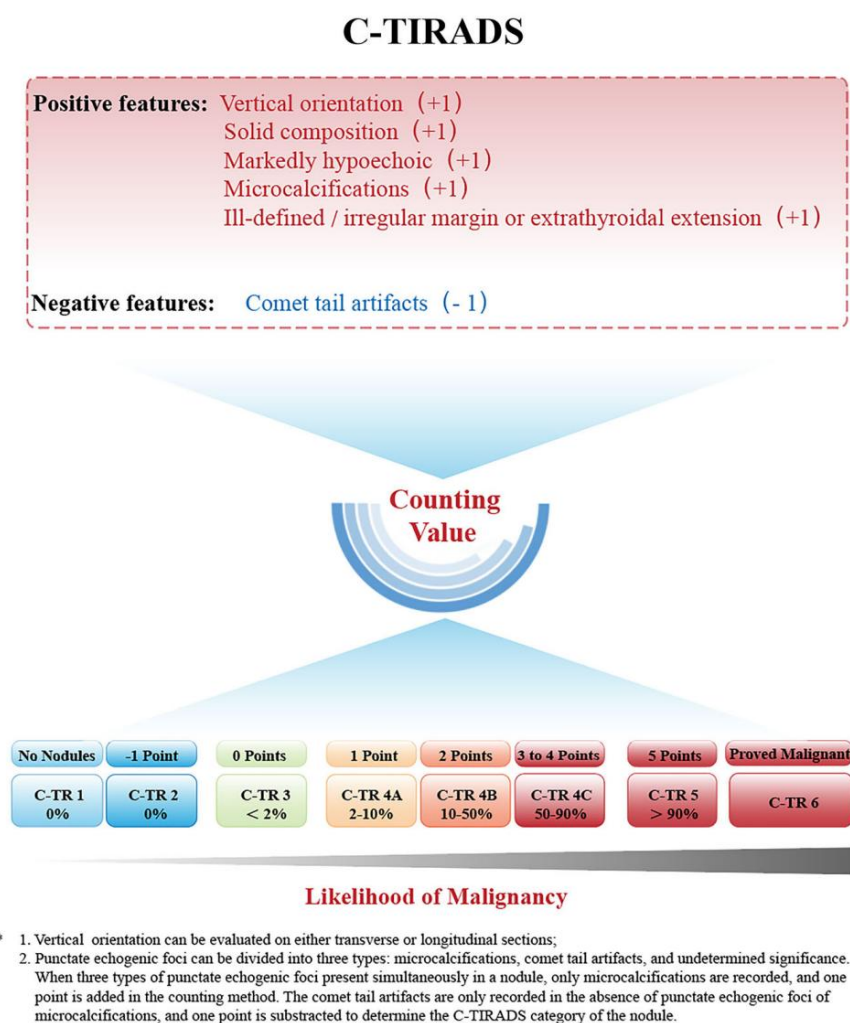 C-TIRADS
Positive features: Vertical orientation (+1)
Solid composition (+1)
Markedly hypoechoic (+1)
Microcalcifications (+1)
Ill-defined / irregular margin or extrathyroidal extension (+1)
Negative features: Comet tail artifacts (- 1)
Counting
Value
No Nodules -1 Point 0 Points 1 Point 2 Points 3 to 4 Points 5 Points Proved Malignant
C-TR 1 C-TR 2 C-TR 3 C-TR 4A C-TR 4B C-TR 4C C-TR 5 C-TR 6
0% 0% < 2% 2-10% 10-50% 50-90% > 90%
Likelihood of Malignancy
* 1. Vertical orientation can be evaluated on either transverse or longitudinal sections;
2. Punctate echogenic foci can be divided into three types: microcalcifications, comet tail artifacts, and undetermined significance.
When three types of punctate echogenic foci present simultaneously in a nodule, only microcalcifications are recorded, and one
point is added in the counting method. The comet tail artifacts are only recorded in the absence of punctate echogenic foci of
microcalcifications, and one point is substracted to determine the C-TIRADS category of the nodule.